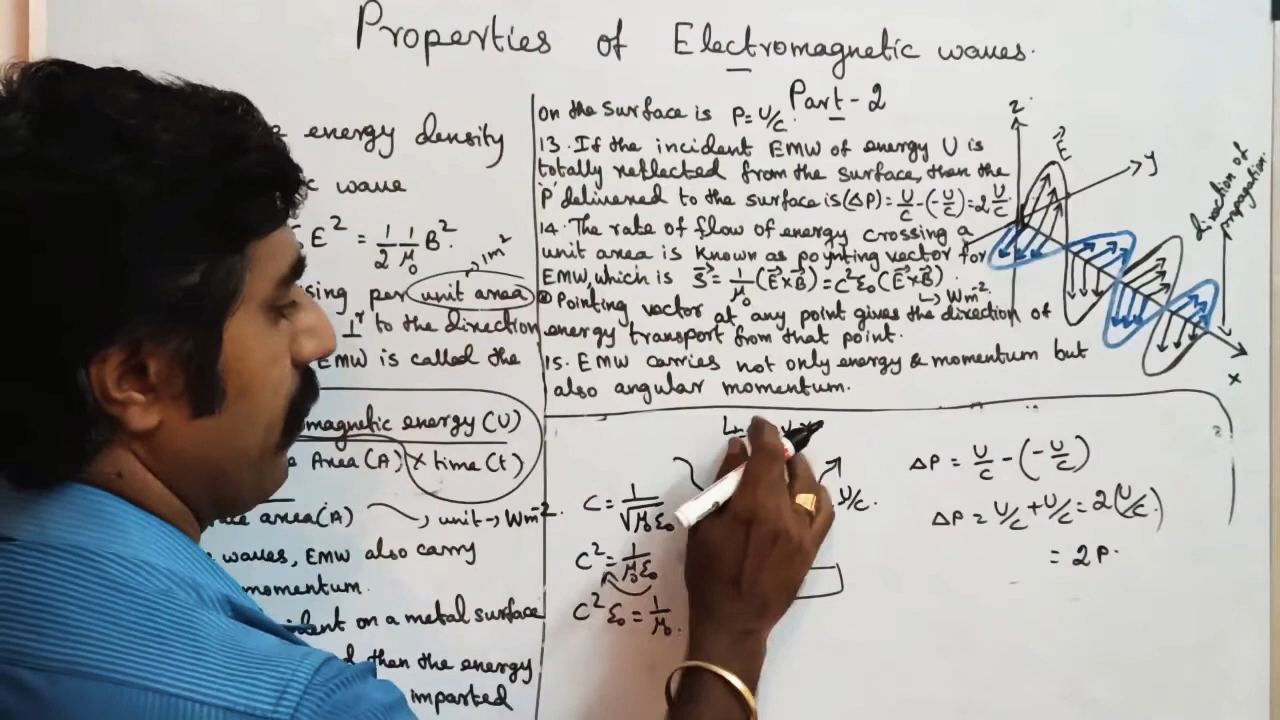 Properties of Electromagnetic waves.
Part-2
energy density
c wave
E² = 1/2 1/μ₀ B².
1m²
sing per unit area
⊥ʳ to the direction
EMW is called the
magnetic energy (U)
Area(A) × time(t)
area(A) unit → Wm⁻².
waves, EMW also carry
momentum.
ident on a metal surface
then the energy
imparted
on the surface is P=U/c.
13. If the incident EMW of energy U is
totally reflected from the surface, then the
'P' delivered to the surface is (ΔP) = U/c - (-U/c) = 2 U/c.
14. The rate of flow of energy crossing a
unit area is known as poynting vector for
EMW, which is S⃗ = 1/μ₀ (E⃗×B⃗) = c²ε₀ (E⃗×B⃗).
↳ Wm⁻².
Pointing vector at any point gives the direction of
energy transport from that point.
15. EMW carries not only energy & momentum but
also angular momentum.
C = 1/√μ₀ε₀
C² = 1/μ₀ε₀
C² ε₀ = 1/μ₀.
U/c.
ΔP = U/c - (-U/c)
ΔP = U/c + U/c = 2(U/c)
= 2P.
z
E⃗
y
direction of
propagation.
x